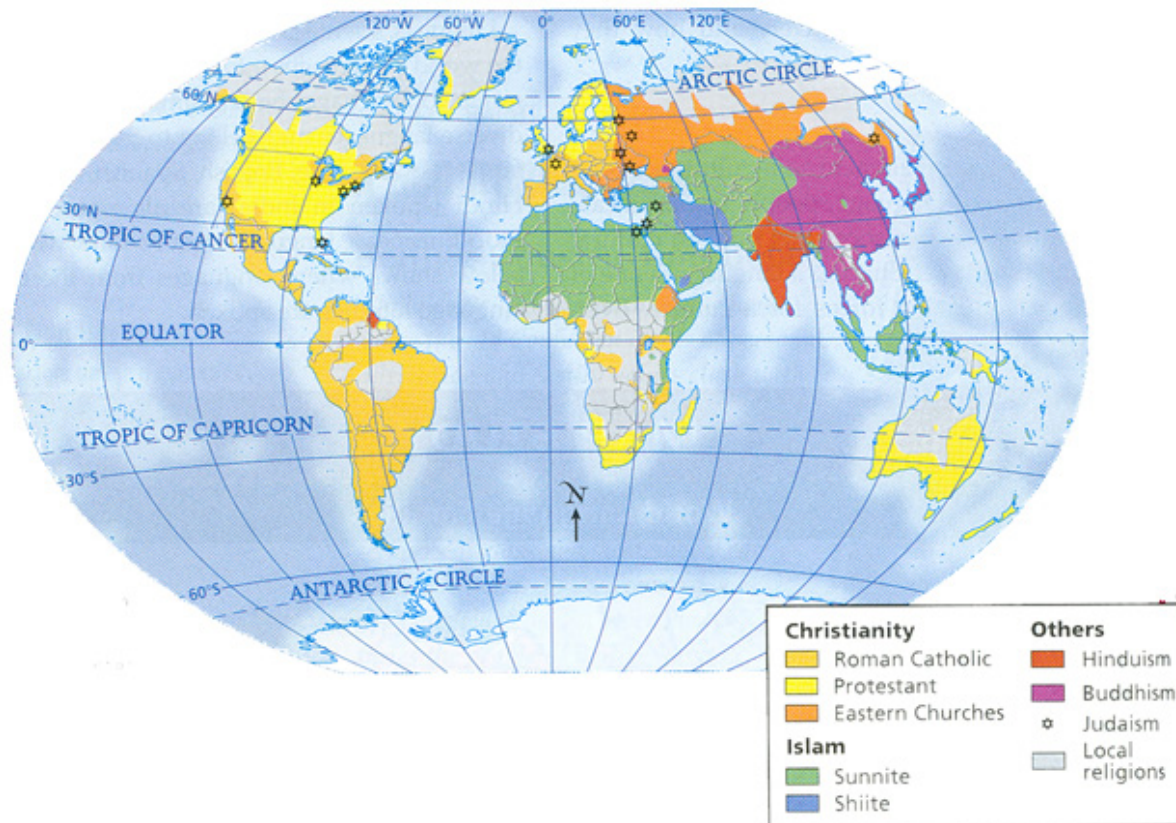 120°W 60°W 0° 60°E 120°E
ARCTIC CIRCLE
60°N
30°N
TROPIC OF CANCER
EQUATOR
0°
TROPIC OF CAPRICORN
30°S
N
60°S
ANTARCTIC CIRCLE
Christianity
Roman Catholic
Protestant
Eastern Churches
Islam
Sunnite
Shiite
Others
Hinduism
Buddhism
Judaism
Local
religions